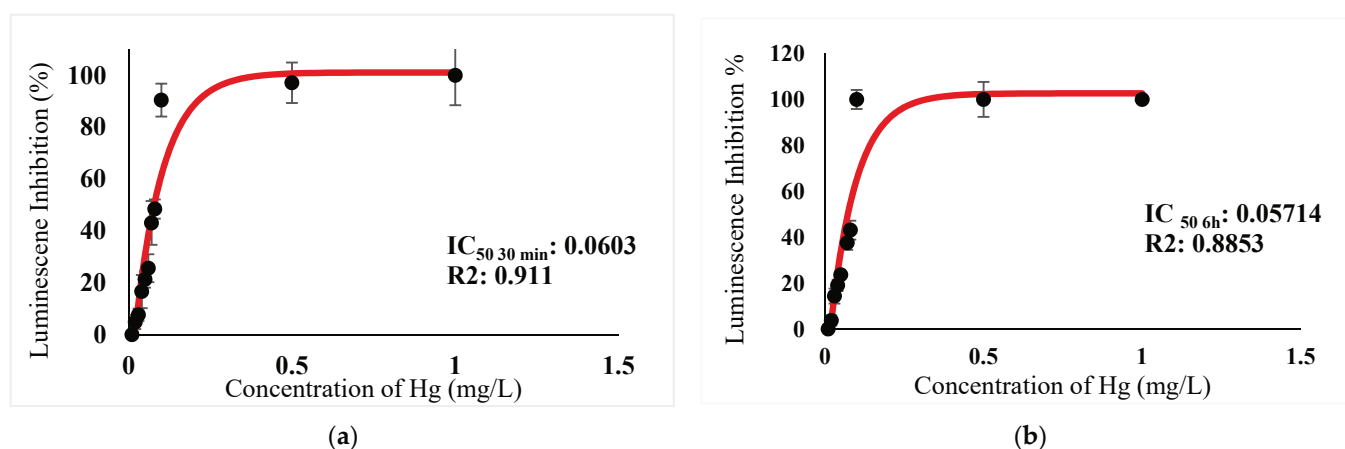 Luminescene Inhibition (%)
100
80
60
40
20
0
0
0.5
1
1.5
Concentration of Hg (mg/L)
IC50 30 min: 0.0603
R2: 0.911
(a)
Luminescence Inhibition %
120
100
80
60
40
20
0
0
0.5
1
1.5
Concentration of Hg (mg/L)
IC 50 6h: 0.05714
R2: 0.8853
(b)